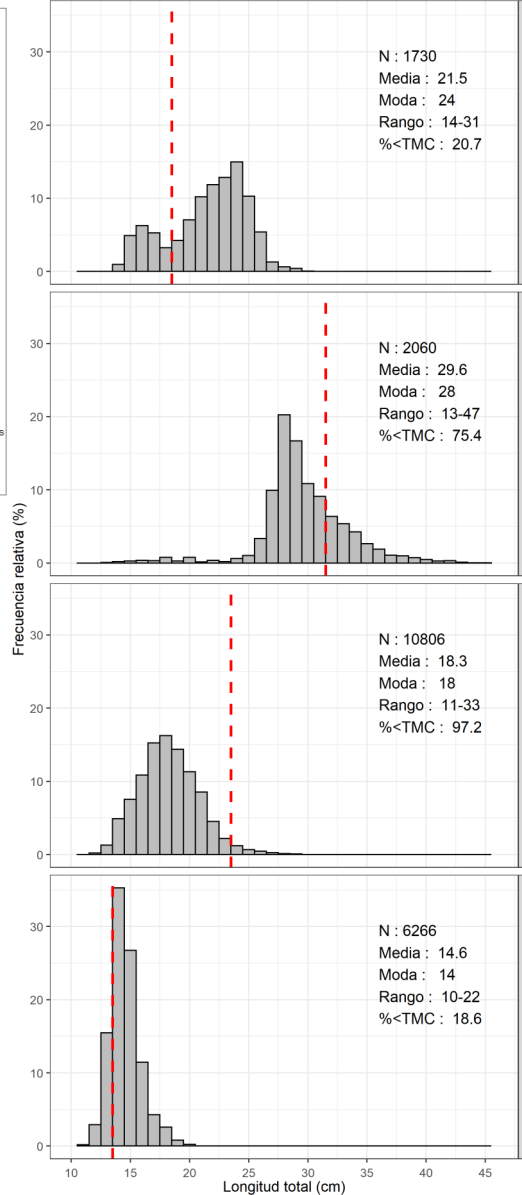 30
20
10
0
N : 1730
Media : 21.5
Moda : 24
Rango : 14-31
%<TMC : 20.7
30
20
10
0
N : 2060
Media : 29.6
Moda : 28
Rango : 13-47
%<TMC : 75.4
s
Frecuencia relativa (%)
30
20
10
0
N : 10806
Media : 18.3
Moda : 18
Rango : 11-33
%<TMC : 97.2
30
20
10
0
N : 6266
Media : 14.6
Moda : 14
Rango : 10-22
%<TMC : 18.6
10 15 20 25 30 35 40 45
Longitud total (cm)